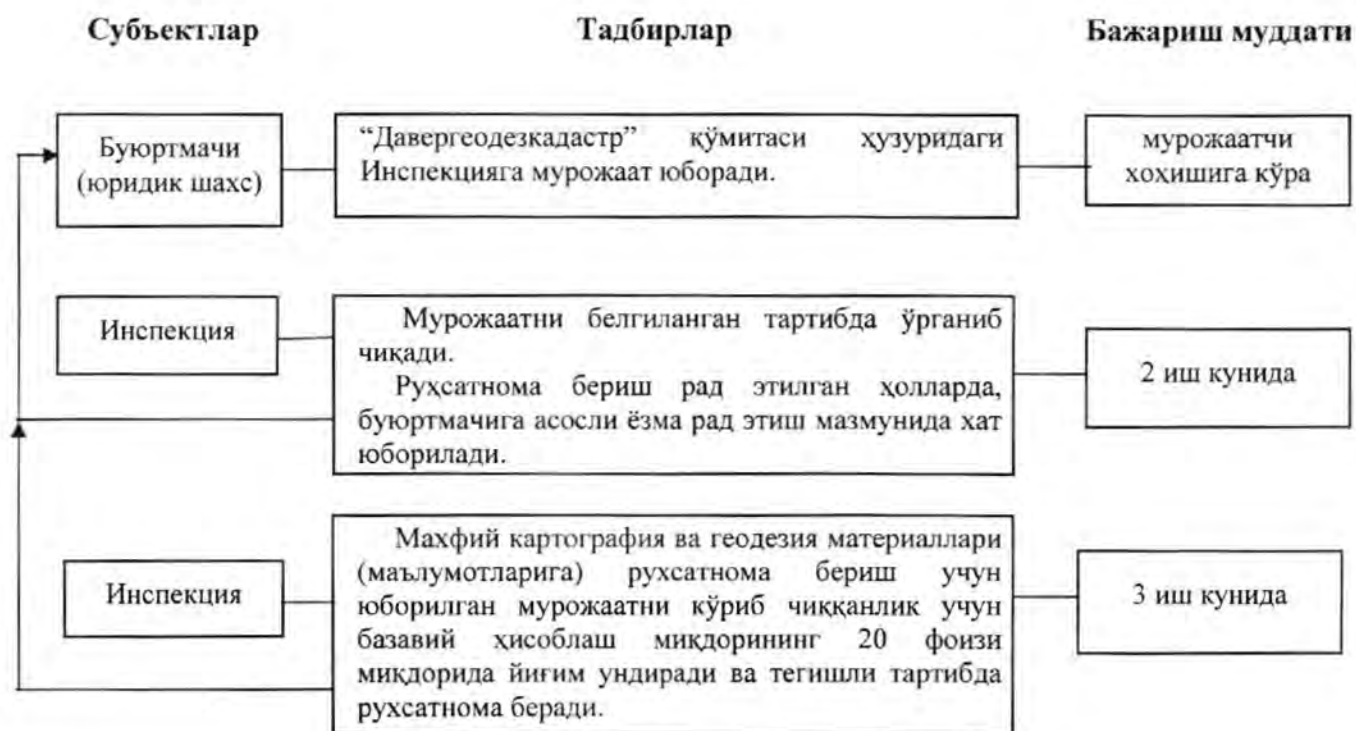 Субъектлар Тадбирлар Бажариш муддати
Буюртмачи
(юридик шахс)
“Давергеодезкадастр” қўмитаси ҳузуридаги
Инспекцияга мурожаат юборади.
мурожаатчи
хохишига кўра
Инспекция
Мурожаатни белгиланган тартибда ўрганиб
чиқади.
Руҳсатнома бериш рад этилган ҳолларда,
буюртмачига асосли ёзма рад этиш мазмунида хат
юборилади.
2 иш кунида
Инспекция
Махфий картография ва геодезия материаллари
(маълумотларига) рухсатнома бериш учун
юборилган мурожаатни кўриб чиққанлик учун
базавий ҳисоблаш миқдорининг 20 фоизи
миқдорида йиғим ундиради ва тегишли тартибда
рухсатнома беради.
3 иш кунида